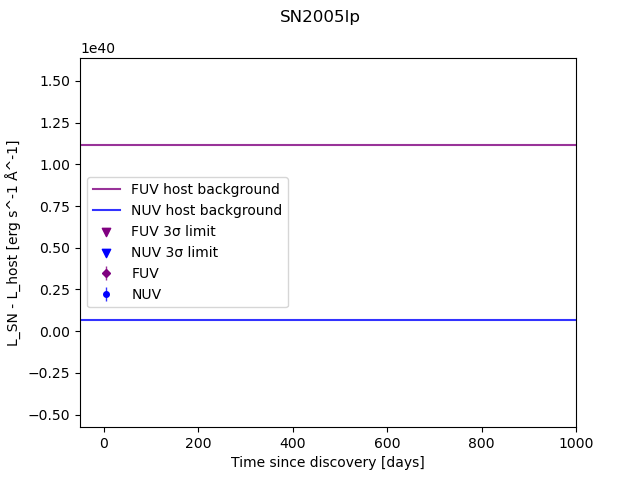 SN2005lp
1e40
L_SN - L_host [erg s^-1 Å^-1]
1.50
1.25
1.00
0.75
0.50
0.25
0.00
−0.25
−0.50
FUV host background
NUV host background
FUV 3σ limit
NUV 3σ limit
FUV
NUV
0
200
400
600
800
1000
Time since discovery [days]